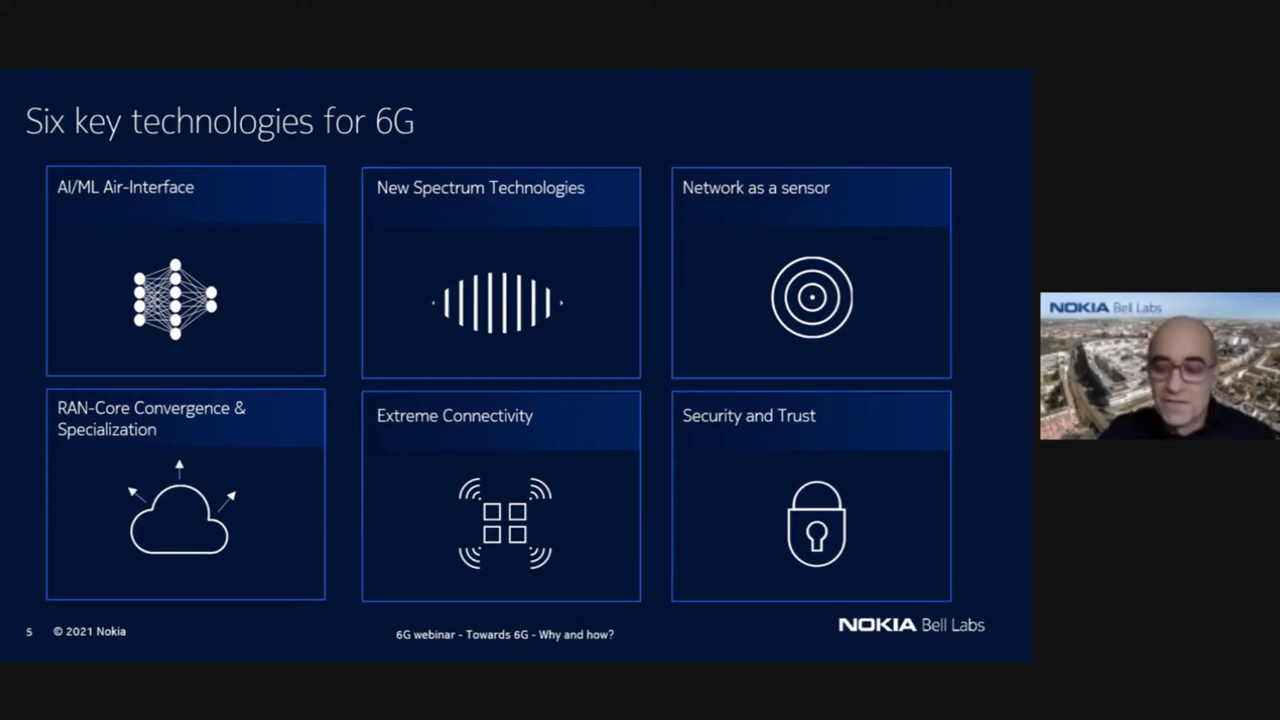 Six key technologies for 6G
AI/ML Air-Interface
New Spectrum Technologies
Network as a sensor
RAN-Core Convergence &
Specialization
Extreme Connectivity
Security and Trust
5
© 2021 Nokia
6G webinar - Towards 6G - Why and how?
NOKIA Bell Labs
NOKIA Bell Labs